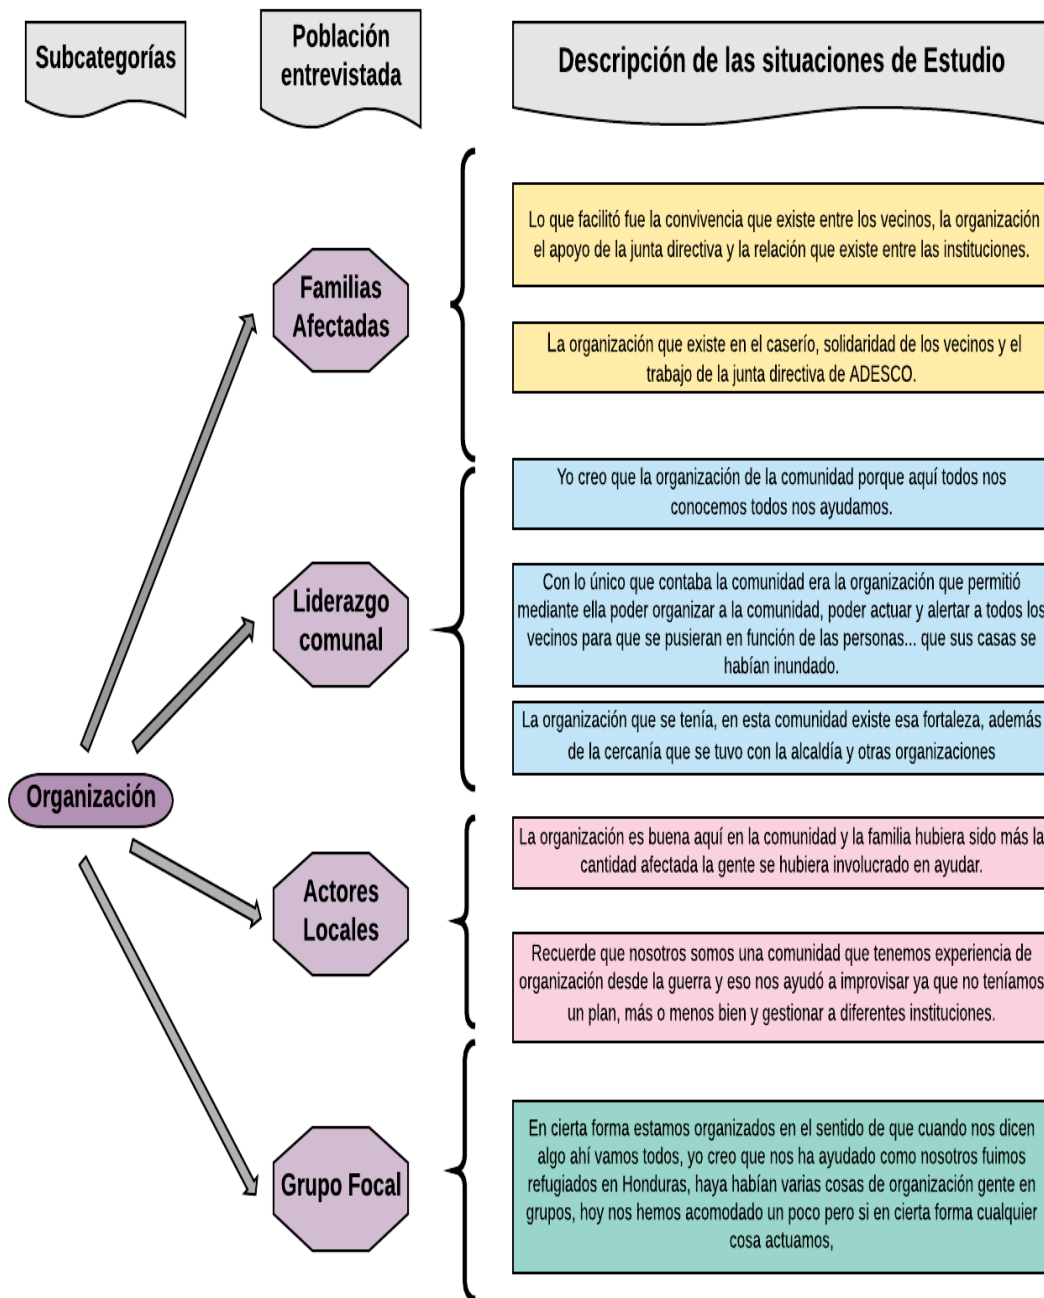 Subcategorías
Población
entrevistada
Descripción de las situaciones de Estudio
Organización
Familias
Afectadas
Lo que facilitó fue la convivencia que existe entre los vecinos, la organización
el apoyo de la junta directiva y la relación que existe entre las instituciones.
La organización que existe en el caserío, solidaridad de los vecinos y el
trabajo de la junta directiva de ADESCO.
Liderazgo
comunal
Yo creo que la organización de la comunidad porque aquí todos nos
conocemos todos nos ayudamos.
Con lo único que contaba la comunidad era la organización que permitió
mediante ella poder organizar a la comunidad, poder actuar y alertar a todos los
vecinos para que se pusieran en función de las personas... que sus casas se
habían inundado.
La organización que se tenía, en esta comunidad existe esa fortaleza, además
de la cercanía que se tuvo con la alcaldía y otras organizaciones
Actores
Locales
La organización es buena aquí en la comunidad y la familia hubiera sido más la
cantidad afectada la gente se hubiera involucrado en ayudar.
Recuerde que nosotros somos una comunidad que tenemos experiencia de
organización desde la guerra y eso nos ayudó a improvisar ya que no teníamos
un plan, más o menos bien y gestionar a diferentes instituciones.
Grupo Focal
En cierta forma estamos organizados en el sentido de que cuando nos dicen
algo ahí vamos todos, yo creo que nos ha ayudado como nosotros fuimos
refugiados en Honduras, haya habían varias cosas de organización gente en
grupos, hoy nos hemos acomodado un poco pero si en cierta forma cualquier
cosa actuamos,